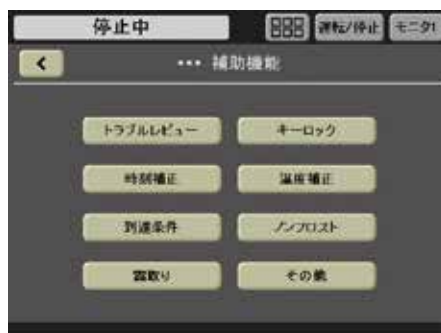 停止中
運転/停止
モニタ1
••• 補助機能
トラブルレビュー
キーロック
時刻補正
温度補正
到達条件
ノンフロスト
霜取り
その他